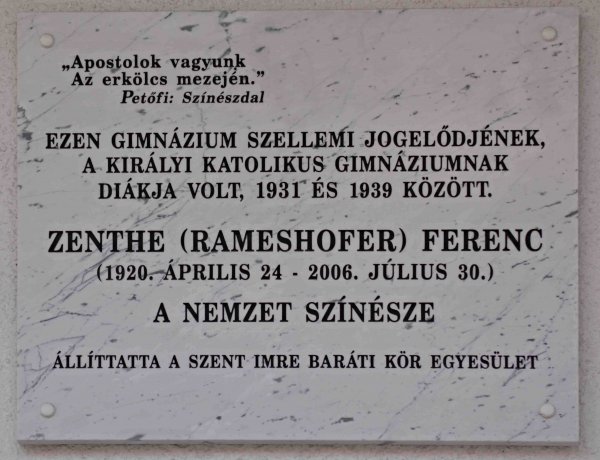 „Apostolok vagyunk
Az erkölcs mezején.”
Petőfi: Színészdal
EZEN GIMNÁZIUM SZELLEMI JOGELŐDJÉNEK,
A KIRÁLYI KATOLIKUS GIMNÁZIUMNAK
DIÁKJA VOLT, 1931 ÉS 1939 KÖZÖTT.
ZENTHE (RAMESHOFER) FERENC
(1920. ÁPRILIS 24 - 2006. JÚLIUS 30.)
A NEMZET SZÍNÉSZE
ÁLLÍTTATTA A SZENT IMRE BARÁTI KÖR EGYESÜLET